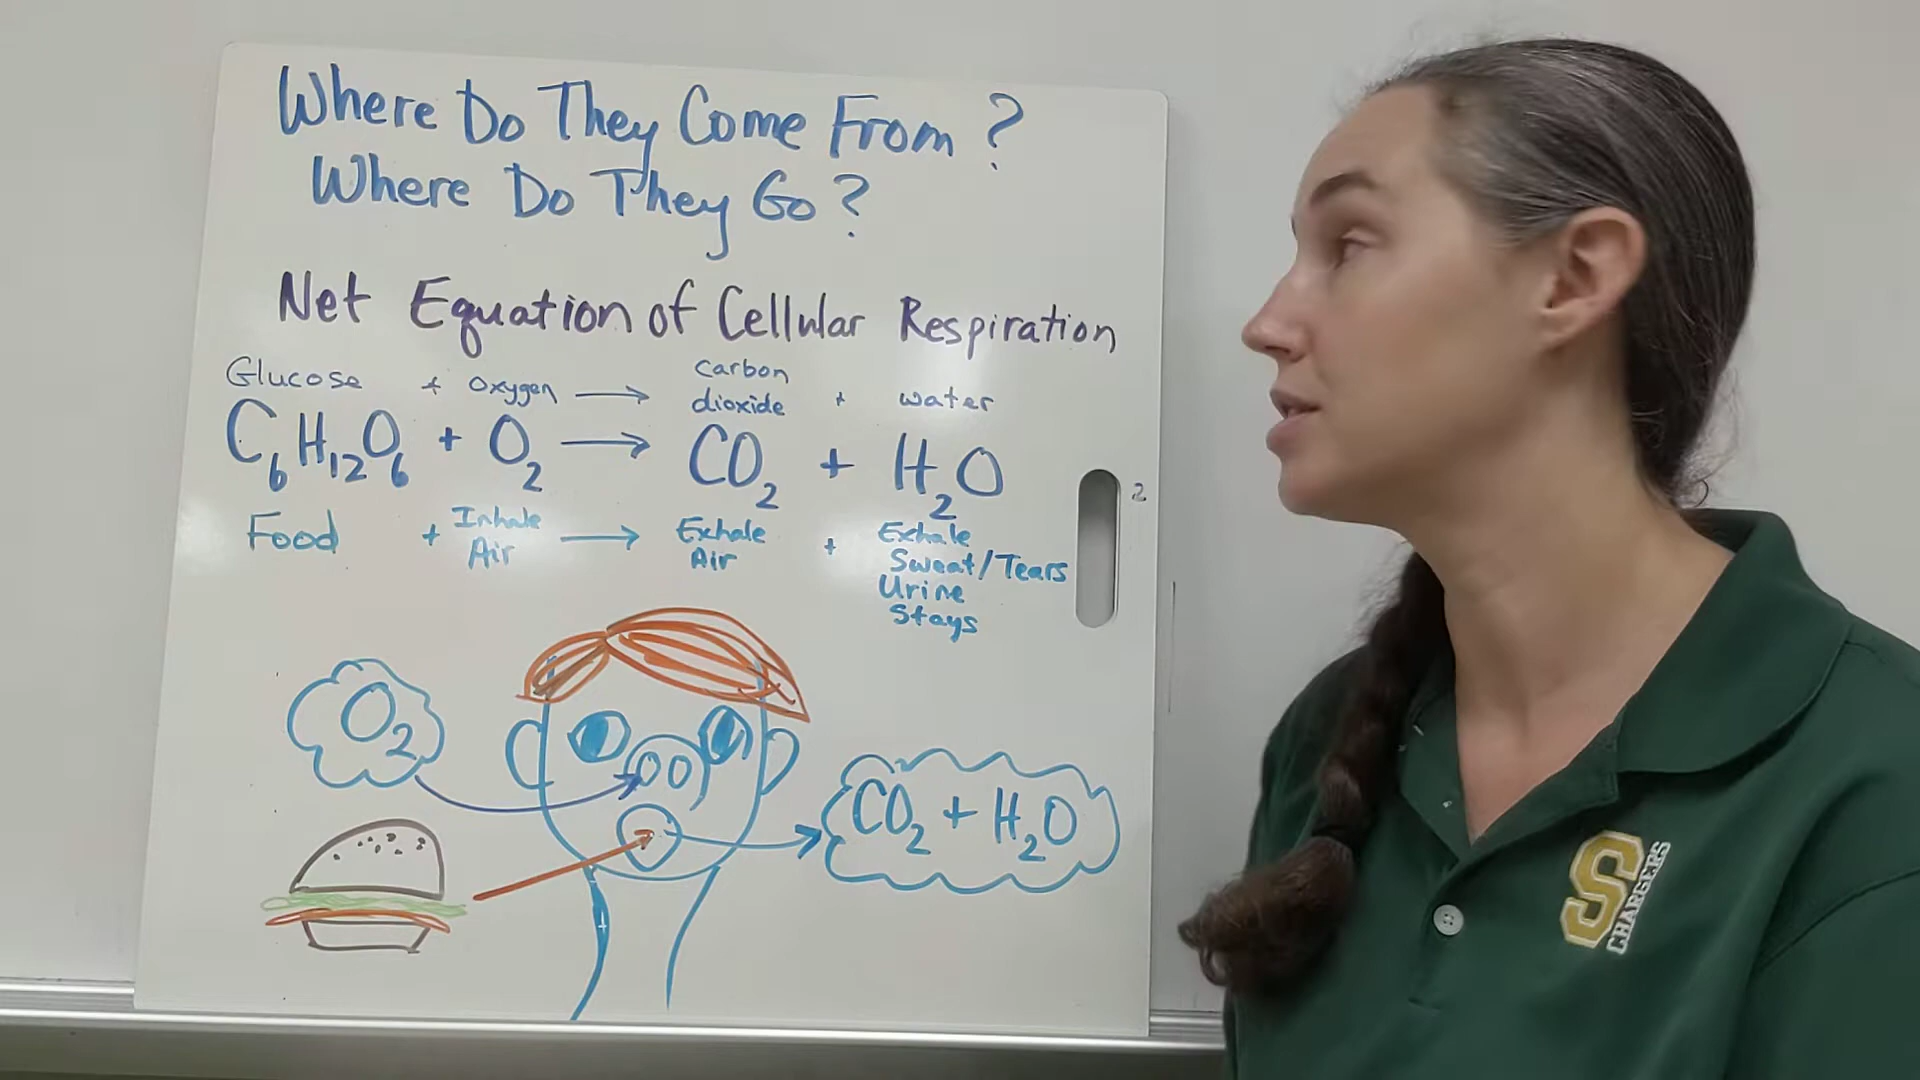 Where Do They Come From?
Where Do They Go?
Net Equation of Cellular Respiration
Glucose + Oxygen → carbon dioxide + water
C₆H₁₂O₆ + O₂ → CO₂ + H₂O
Food + Inhale Air → Exhale Air + Exhale
Sweat/Tears
Urine
Stays
2
O₂
CO₂ + H₂O
S
CHARGERS